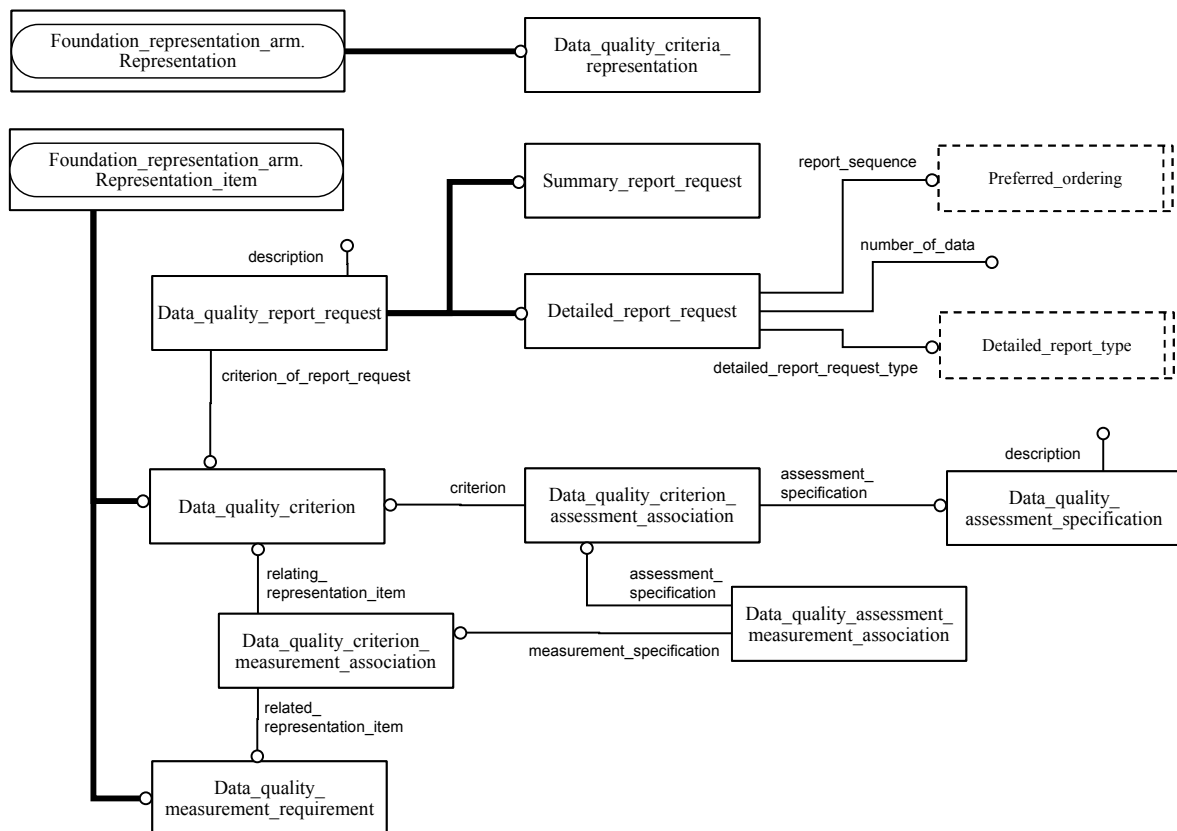 Foundation_representation_arm.
Representation
Data_quality_criteria_
representation
Foundation_representation_arm.
Representation_item
Summary_report_request
report_sequence
Preferred_ordering
number_of_data
description
Data_quality_report_request
Detailed_report_request
Detailed_report_type
detailed_report_request_type
criterion_of_report_request
description
Data_quality_criterion
criterion
Data_quality_criterion_
assessment_association
assessment_
specification
Data_quality_
assessment_specification
relating_
representation_item
assessment_
specification
Data_quality_criterion_
measurement_association
measurement_specification
Data_quality_assessment_
measurement_association
related_
representation_item
Data_quality_
measurement_requirement